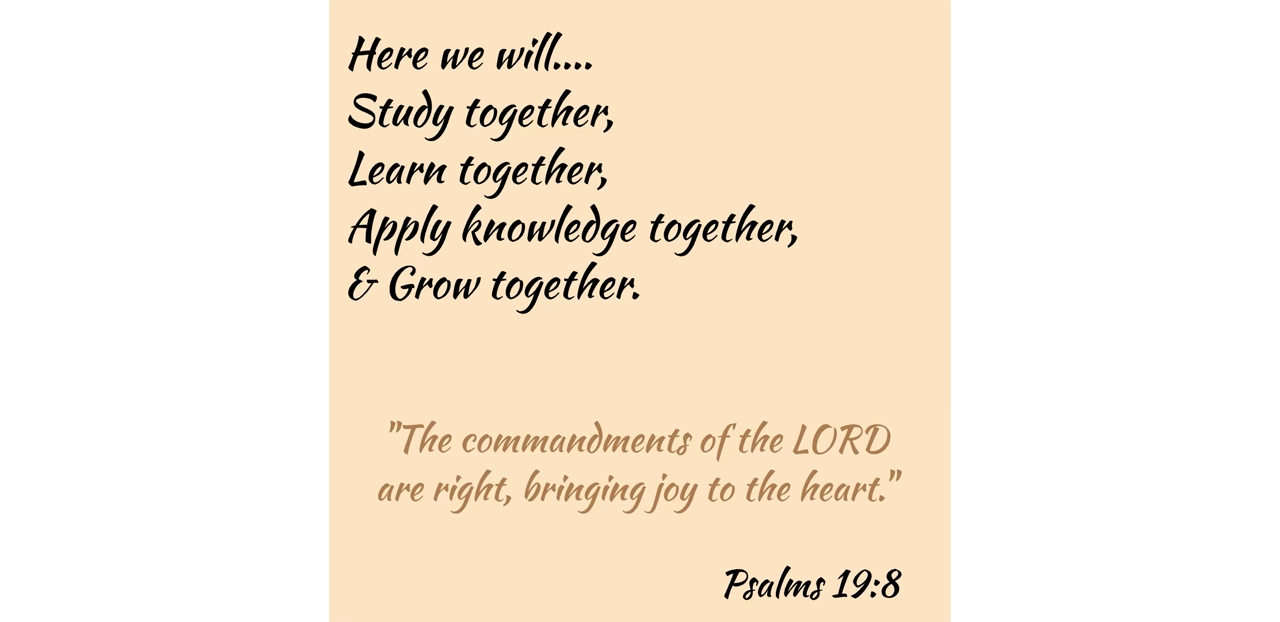 Here we will....
Study together,
Learn together,
Apply knowledge together,
& Grow together.
"The commandments of the LORD
are right, bringing joy to the heart."
Psalms 19:8